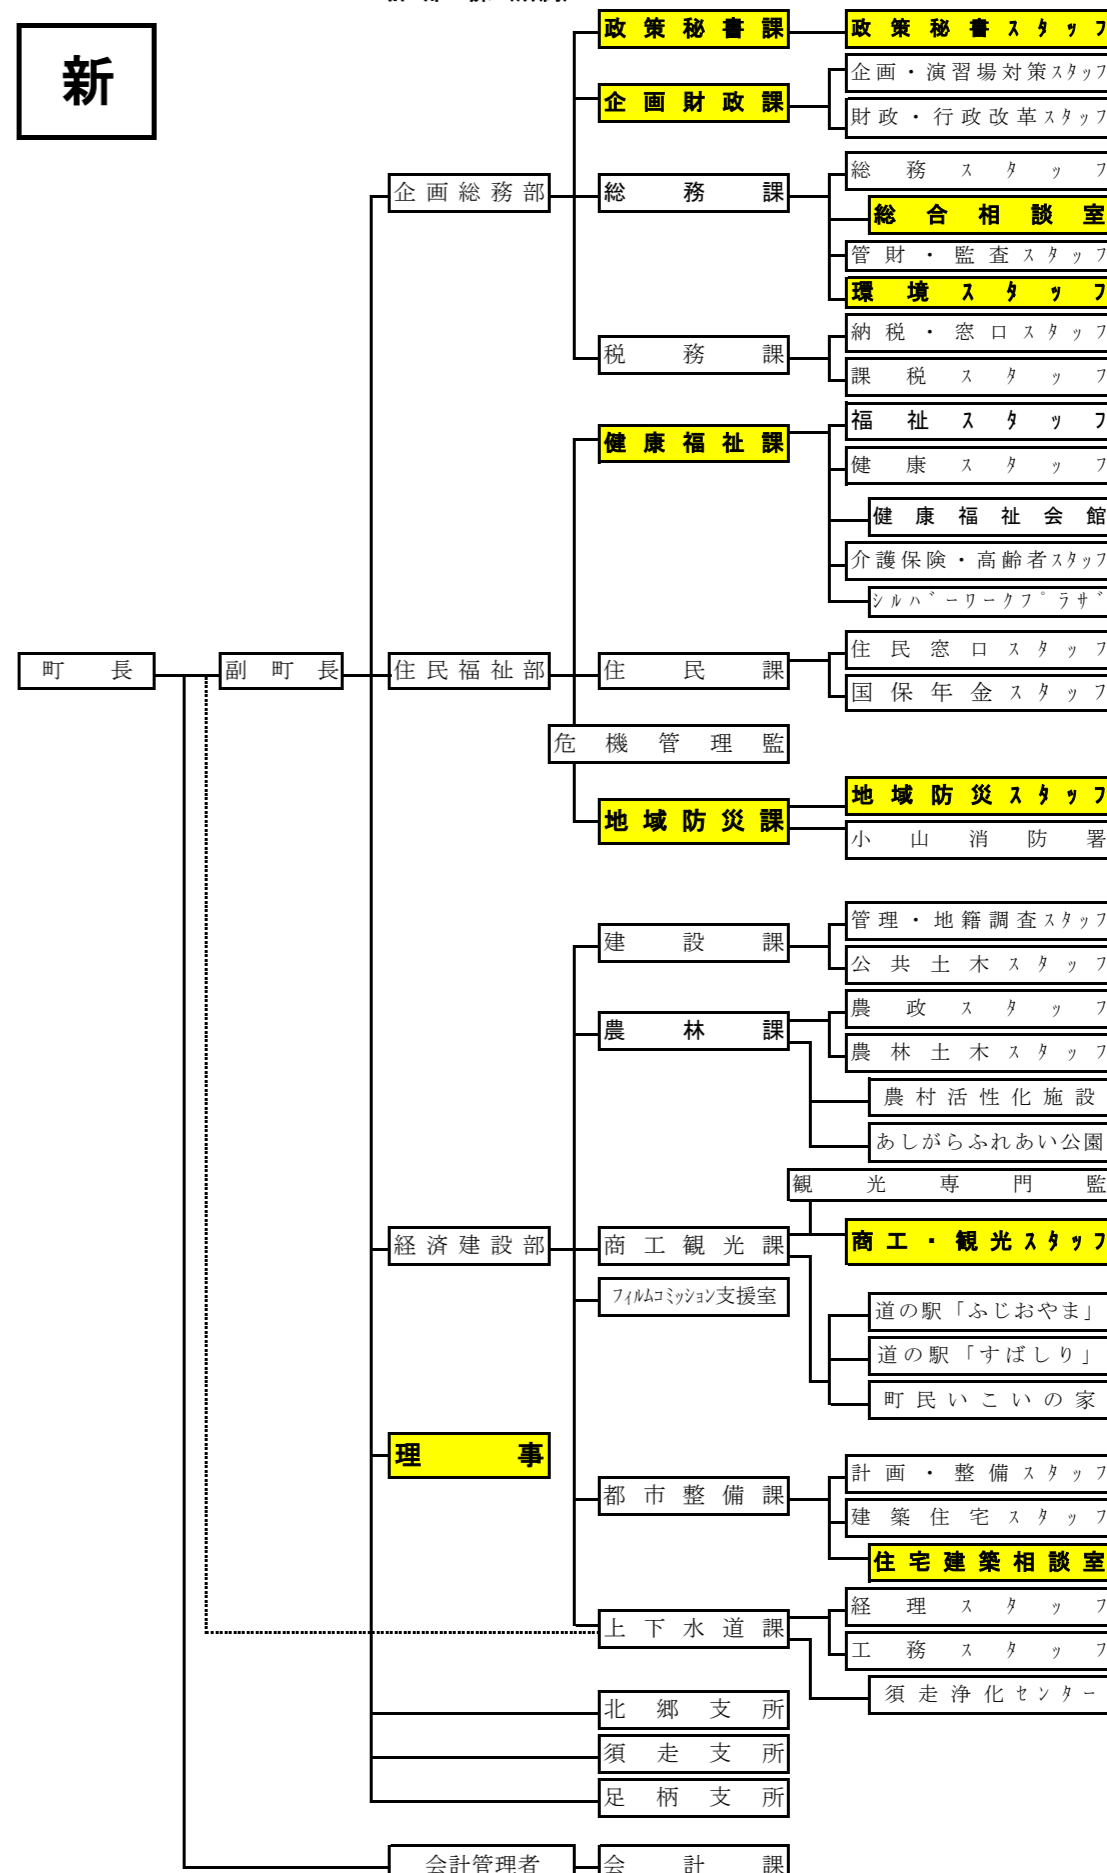 新
政策秘書課
政策秘書スタッフ
企画・演習場対策スタッフ
企画財政課
財政・行政改革スタッフ
総務スタッフ
企画総務部
総務課
総合相談室
管財・監査スタッフ
環境スタッフ
納税・窓口スタッフ
税務課
課税スタッフ
福祉スタッフ
健康福祉課
健康スタッフ
健康福祉会館
介護保険・高齢者スタッフ
シルバーワークプラザ
住民窓口スタッフ
町長
副町長
住民福祉部
住民課
国保年金スタッフ
危機管理監
地域防災スタッフ
地域防災課
小山消防署
管理・地籍調査スタッフ
建設課
公共土木スタッフ
農政スタッフ
農林課
農林土木スタッフ
農村活性化施設
あしがらふれあい公園
観光専門監
経済建設部
商工観光課
商工・観光スタッフ
フィルムコミッション支援室
道の駅「ふじおやま」
道の駅「すばしり」
町民いこいの家
理事
計画・整備スタッフ
都市整備課
建築住宅スタッフ
住宅建築相談室
経理スタッフ
上下水道課
工務スタッフ
須走浄化センター
北郷支所
須走支所
足柄支所
会計管理者
会計課